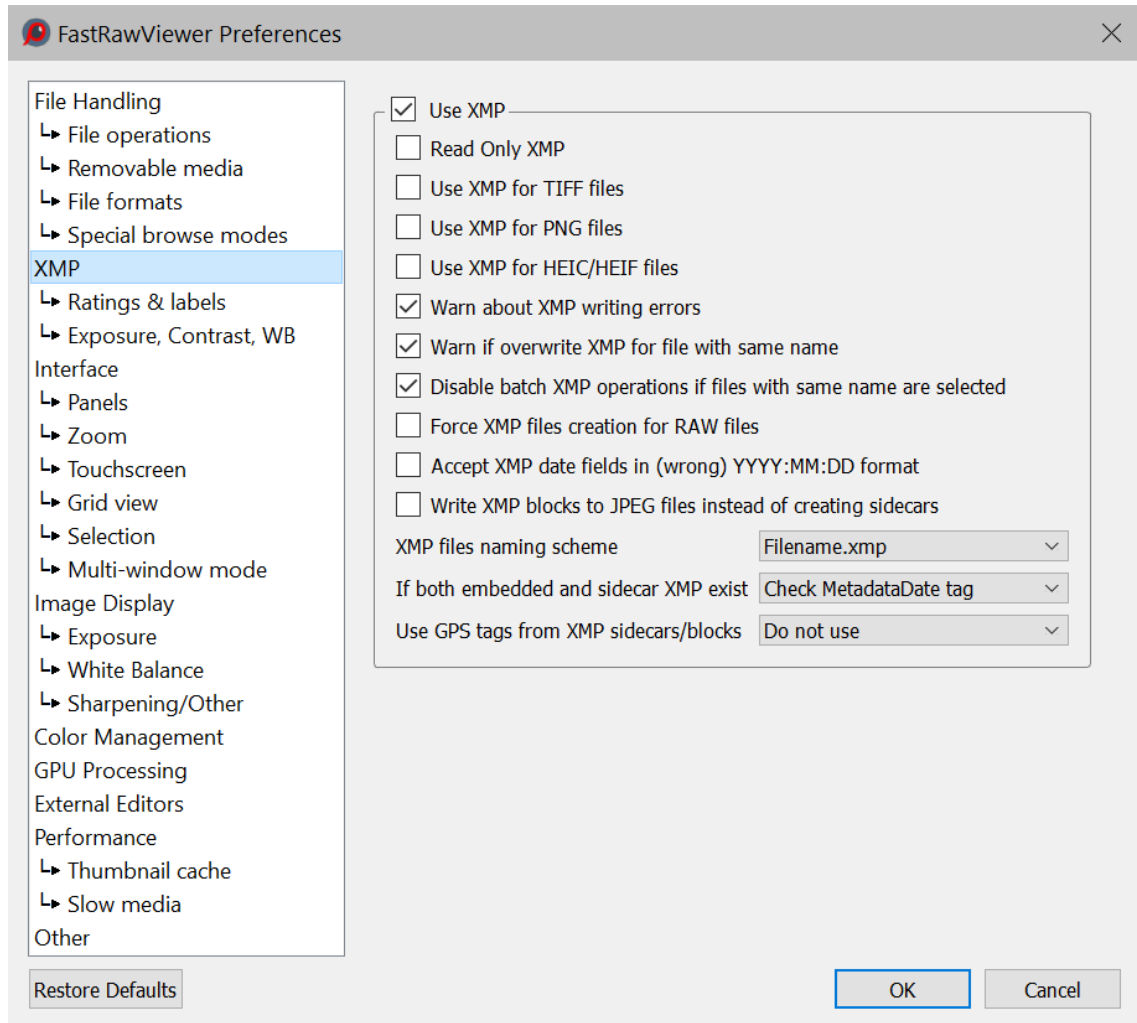 FastRawViewer Preferences
File Handling
File operations
Removable media
File formats
Special browse modes
XMP
Ratings & labels
Exposure, Contrast, WB
Interface
Panels
Zoom
Touchscreen
Grid view
Selection
Multi-window mode
Image Display
Exposure
White Balance
Sharpening/Other
Color Management
GPU Processing
External Editors
Performance
Thumbnail cache
Slow media
Other
Use XMP
Read Only XMP
Use XMP for TIFF files
Use XMP for PNG files
Use XMP for HEIC/HEIF files
Warn about XMP writing errors
Warn if overwrite XMP for file with same name
Disable batch XMP operations if files with same name are selected
Force XMP files creation for RAW files
Accept XMP date fields in (wrong) YYYY:MM:DD format
Write XMP blocks to JPEG files instead of creating sidecars
XMP files naming scheme Filename.xmp
If both embedded and sidecar XMP exist Check MetadataDate tag
Use GPS tags from XMP sidecars/blocks Do not use
Restore Defaults OK Cancel